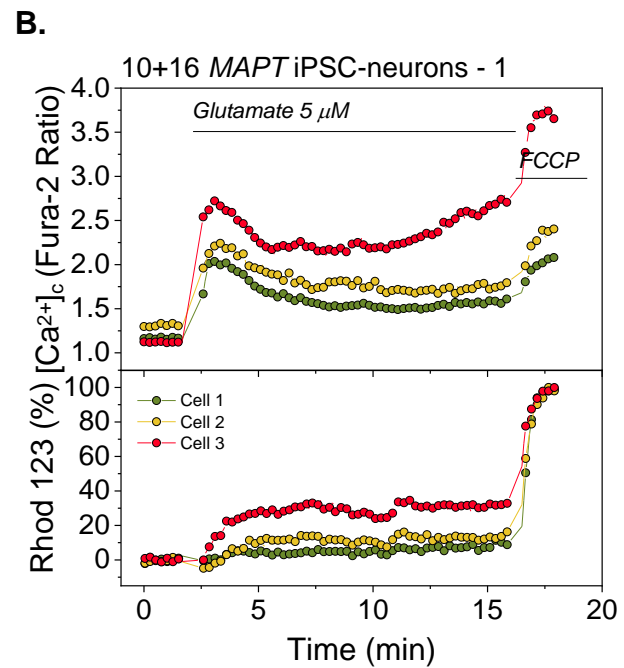 B.
10+16 MAPT iPSC-neurons - 1
[Ca²⁺]c (Fura-2 Ratio)
4.0
3.5
3.0
2.5
2.0
1.5
1.0
Glutamate 5 μM
FCCP
Rhod 123 (%)
100
80
60
40
20
0
Cell 1
Cell 2
Cell 3
0 5 10 15 20
Time (min)